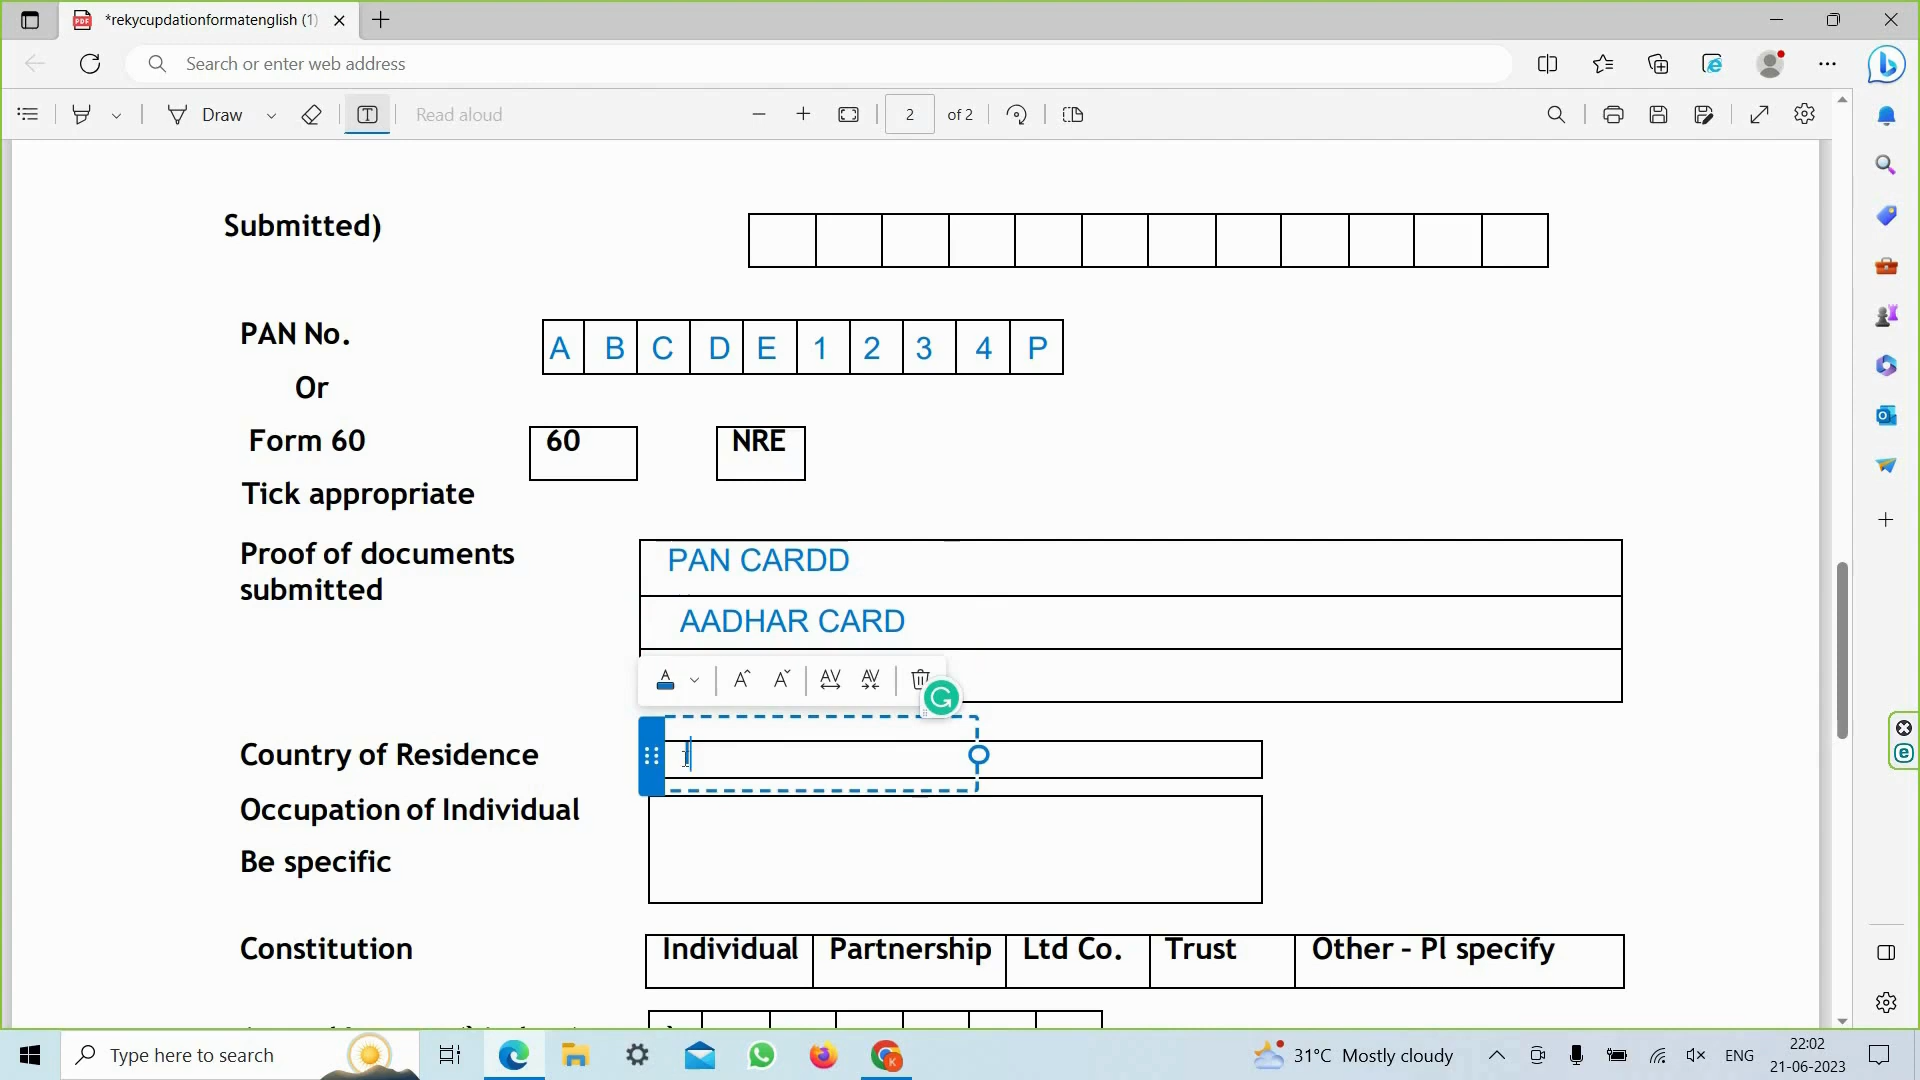 *rekycupdationformatenglish (1)
Search or enter web address
Draw
Read aloud
2 of 2
Submitted)
PAN No.
A B C D E 1 2 3 4 P
Or
Form 60
60
NRE
Tick appropriate
Proof of documents
submitted
PAN CARDD
AADHAR CARD
Country of Residence
Occupation of Individual
Be specific
Constitution
Individual
Partnership
Ltd Co.
Trust
Other - Pl specify
Type here to search
31°C Mostly cloudy
ENG
22:02
21-06-2023